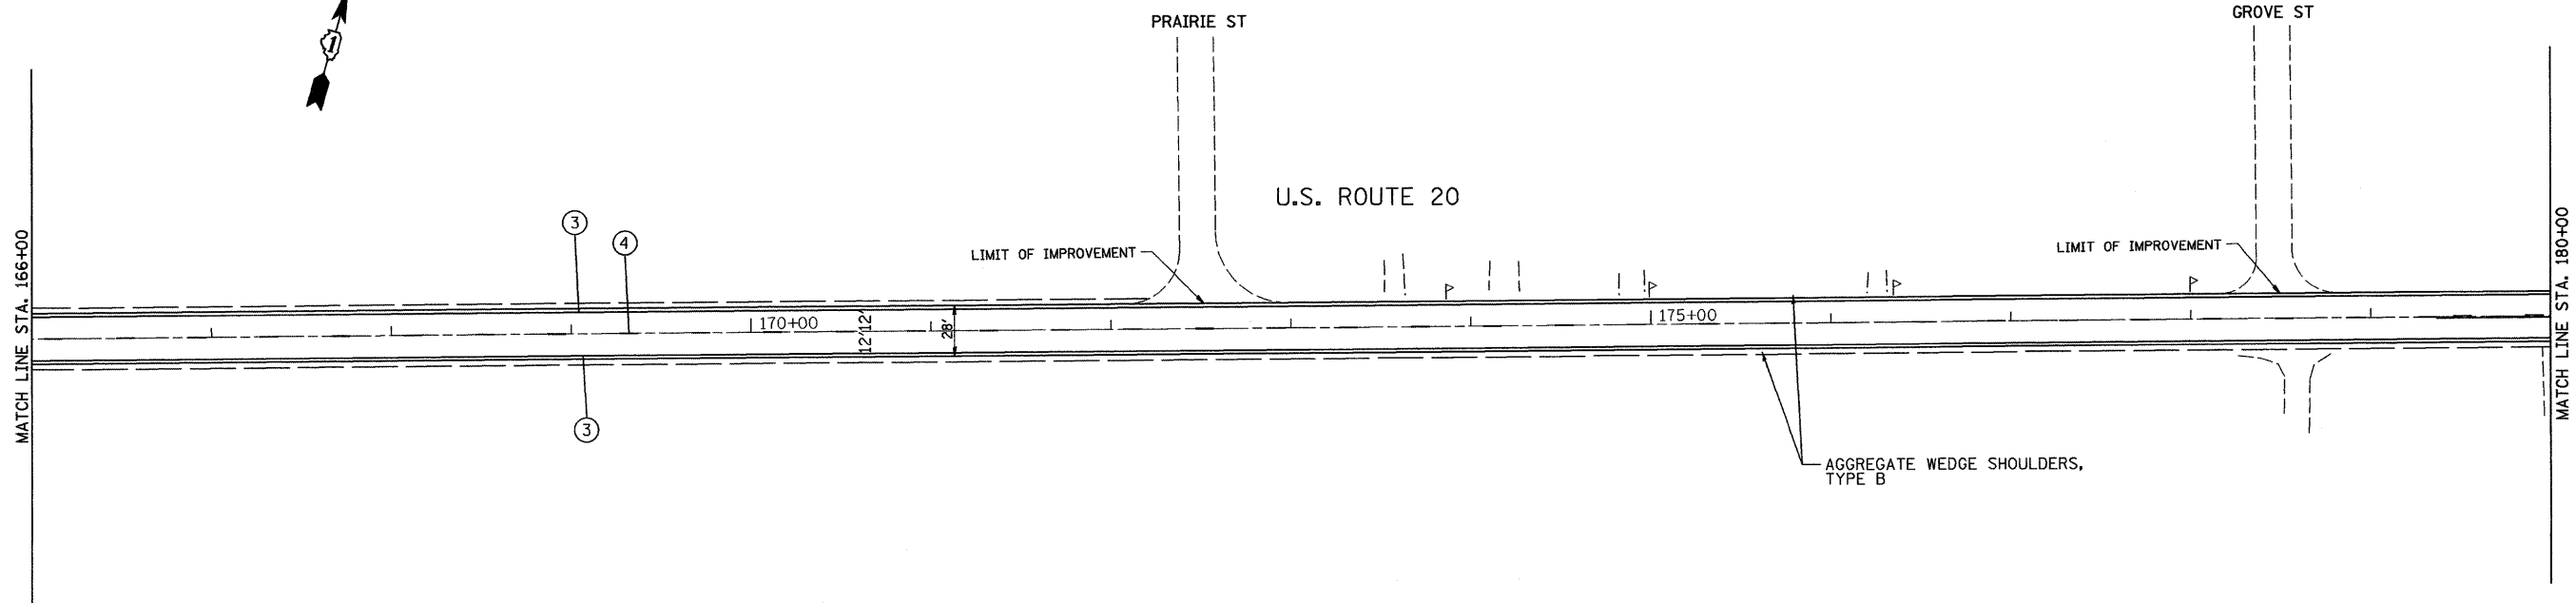 PRAIRIE ST
GROVE ST
1
U.S. ROUTE 20
3
4
LIMIT OF IMPROVEMENT
LIMIT OF IMPROVEMENT
MATCH LINE STA. 166+00
MATCH LINE STA. 180+00
170+00
12' 12'
28'
175+00
3
AGGREGATE WEDGE SHOULDERS,
TYPE B